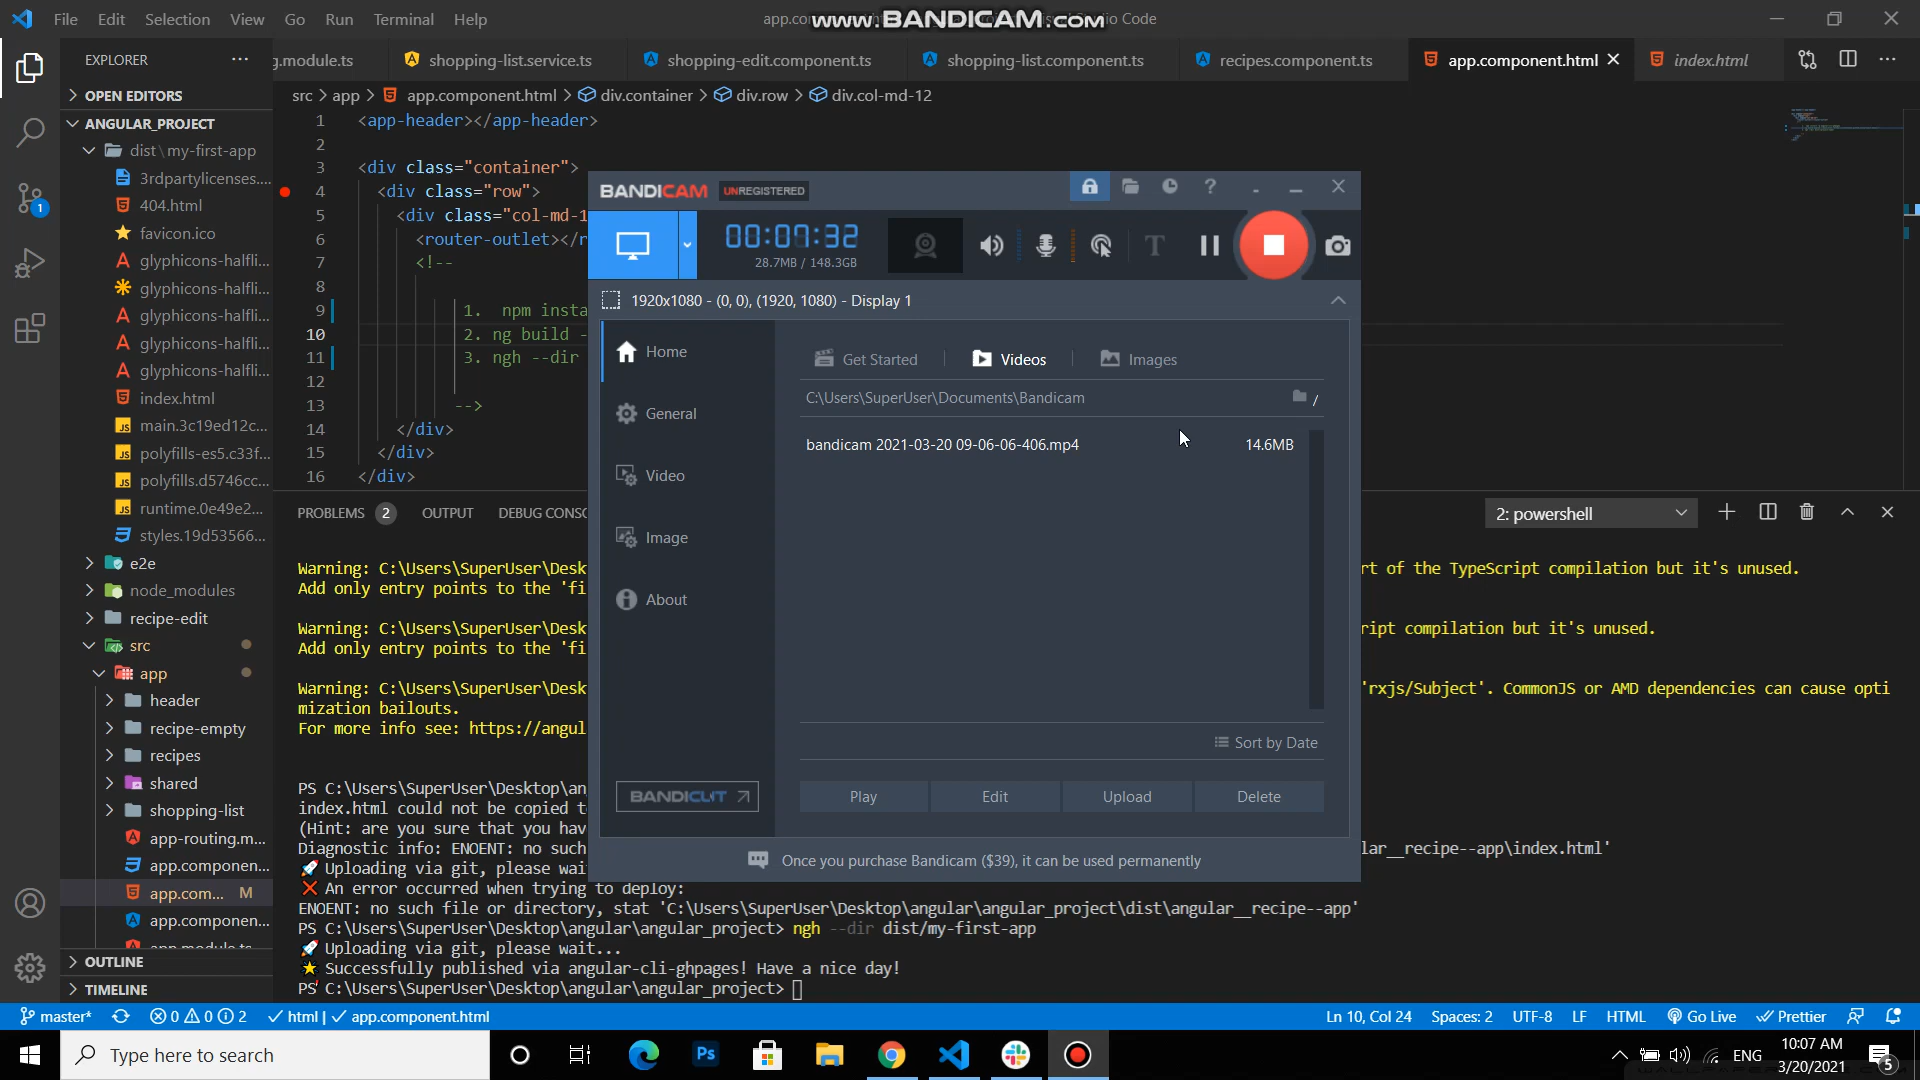 File Edit Selection View Go Run Terminal Help
www.BANDICAM.com
Studio Code
EXPLORER
g.module.ts
shopping-list.service.ts
shopping-edit.component.ts
shopping-list.component.ts
recipes.component.ts
app.component.html
index.html
OPEN EDITORS
src > app > app.component.html > div.container > div.row > div.col-md-12
ANGULAR_PROJECT
dist\my-first-app
3rdpartylicenses....
404.html
favicon.ico
glyphicons-halfli...
glyphicons-halfli...
glyphicons-halfli...
glyphicons-halfli...
glyphicons-halfli...
index.html
main.3c19ed12c...
polyfills-es5.c33f...
polyfills.d5746cc...
runtime.0e49e2...
styles.19d53566...
e2e
node_modules
recipe-edit
src
app
header
recipe-empty
recipes
shared
shopping-list
app-routing.m...
app.componen...
app.com... M
app.componen...
OUTLINE
TIMELINE
1 <app-header></app-header>
2
3 <div class="container">
4 <div class="row">
5 <div class="col-md-1
6 <router-outlet></r
7 <!--
8
9 1. npm insta
10 2. ng build -
11 3. ngh --dir
12
13 -->
14 </div>
15 </div>
16 </div>
BANDICAM UNREGISTERED
00:07:32
28.7MB / 148.3GB
1920x1080 - (0, 0), (1920, 1080) - Display 1
Home
General
Video
Image
About
BANDICUT
Get Started
Videos
Images
C:\Users\SuperUser\Documents\Bandicam
bandicam 2021-03-20 09-06-06-406.mp4 14.6MB
Sort by Date
Play Edit Upload Delete
Once you purchase Bandicam ($39), it can be used permanently
PROBLEMS 2 OUTPUT DEBUG CONSO
2: powershell
Warning: C:\Users\SuperUser\Desk
rt of the TypeScript compilation but it's unused.
Add only entry points to the 'fi
Warning: C:\Users\SuperUser\Desk
ript compilation but it's unused.
Add only entry points to the 'fi
Warning: C:\Users\SuperUser\Desk
'rxjs/Subject'. CommonJS or AMD dependencies can cause opti
mization bailouts.
For more info see: https://angul
PS C:\Users\SuperUser\Desktop\an
index.html could not be copied t
(Hint: are you sure that you hav
Diagnostic info: ENOENT: no such
lar__recipe--app\index.html'
Uploading via git, please wai
An error occurred when trying to deploy:
ENOENT: no such file or directory, stat 'C:\Users\SuperUser\Desktop\angular\angular_project\dist\angular__recipe--app'
PS C:\Users\SuperUser\Desktop\angular\angular_project> ngh --dir dist/my-first-app
Uploading via git, please wait...
Successfully published via angular-cli-ghpages! Have a nice day!
PS C:\Users\SuperUser\Desktop\angular\angular_project>
master* 0 0 2 html | app.component.html
Ln 10, Col 24 Spaces: 2 UTF-8 LF HTML Go Live Prettier
Type here to search
Ps
ENG
10:07 AM
3/20/2021
5